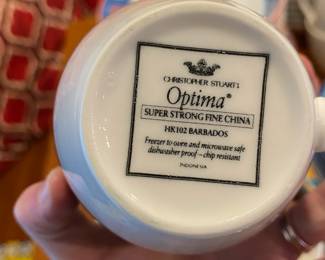 CHRISTOPHER STUART
Optima®
SUPER STRONG FINE CHINA
HK102 BARBADOS
Freezer to oven and microwave safe
dishwasher proof - chip resistant
INDONESIA